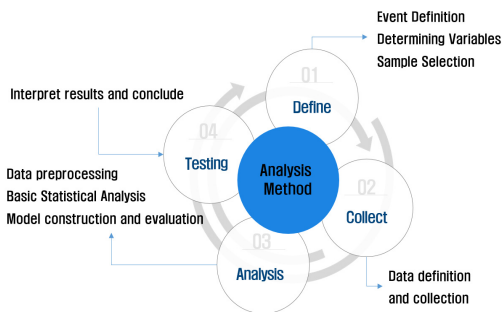 Event Definition
Determining Variables
Sample Selection
01
Define
Interpret results and conclude
04
Testing
Analysis
Method
02
Collect
Data preprocessing
Basic Statistical Analysis
Model construction and evaluation
03
Analysis
Data definition
and collection